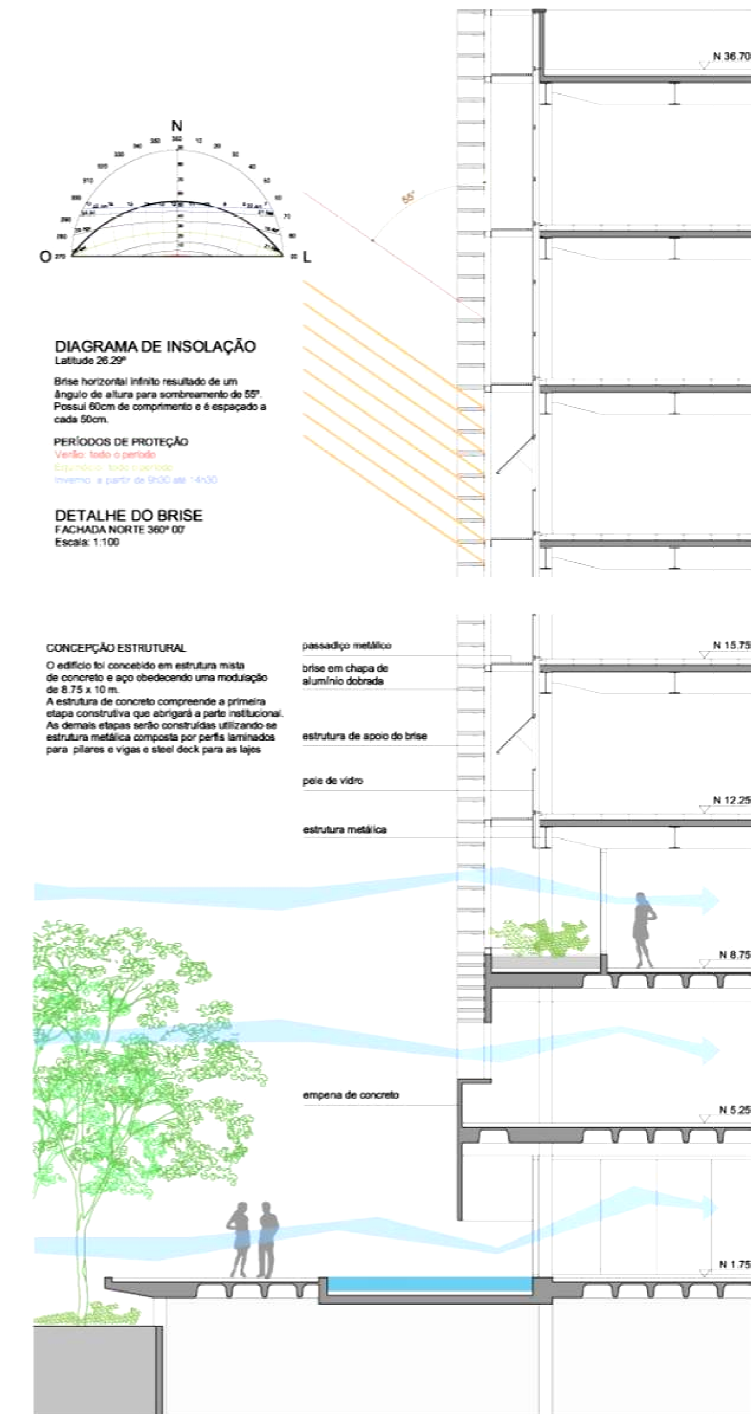 N 36.70
N
O
L
55°
DIAGRAMA DE INSOLAÇÃO
Latitude 26.29º
Brise horizontal infinito resultado de um
ângulo de altura para sombreamento de 55º.
Possui 60cm de comprimento e é espaçado a
cada 50cm.
PERÍODOS DE PROTEÇÃO
Verão: todo o período
Equinócio: todo o período
Inverno: a partir de 9h30 até 14h30
DETALHE DO BRISE
FACHADA NORTE 360º 00'
Escala: 1:100
CONCEPÇÃO ESTRUTURAL
O edifício foi concebido em estrutura mista
de concreto e aço obedecendo uma modulação
de 8.75 x 10 m.
A estrutura de concreto compreende a primeira
etapa construtiva que abrigará a parte institucional.
As demais etapas serão construídas utilizando-se
estrutura metálica composta por perfis laminados
para pilares e vigas e steel deck para as lajes
passadiço metálico
brise em chapa de
alumínio dobrada
estrutura de apoio do brise
pele de vidro
estrutura metálica
empena de concreto
N 15.75
N 12.25
N 8.75
N 5.25
N 1.75